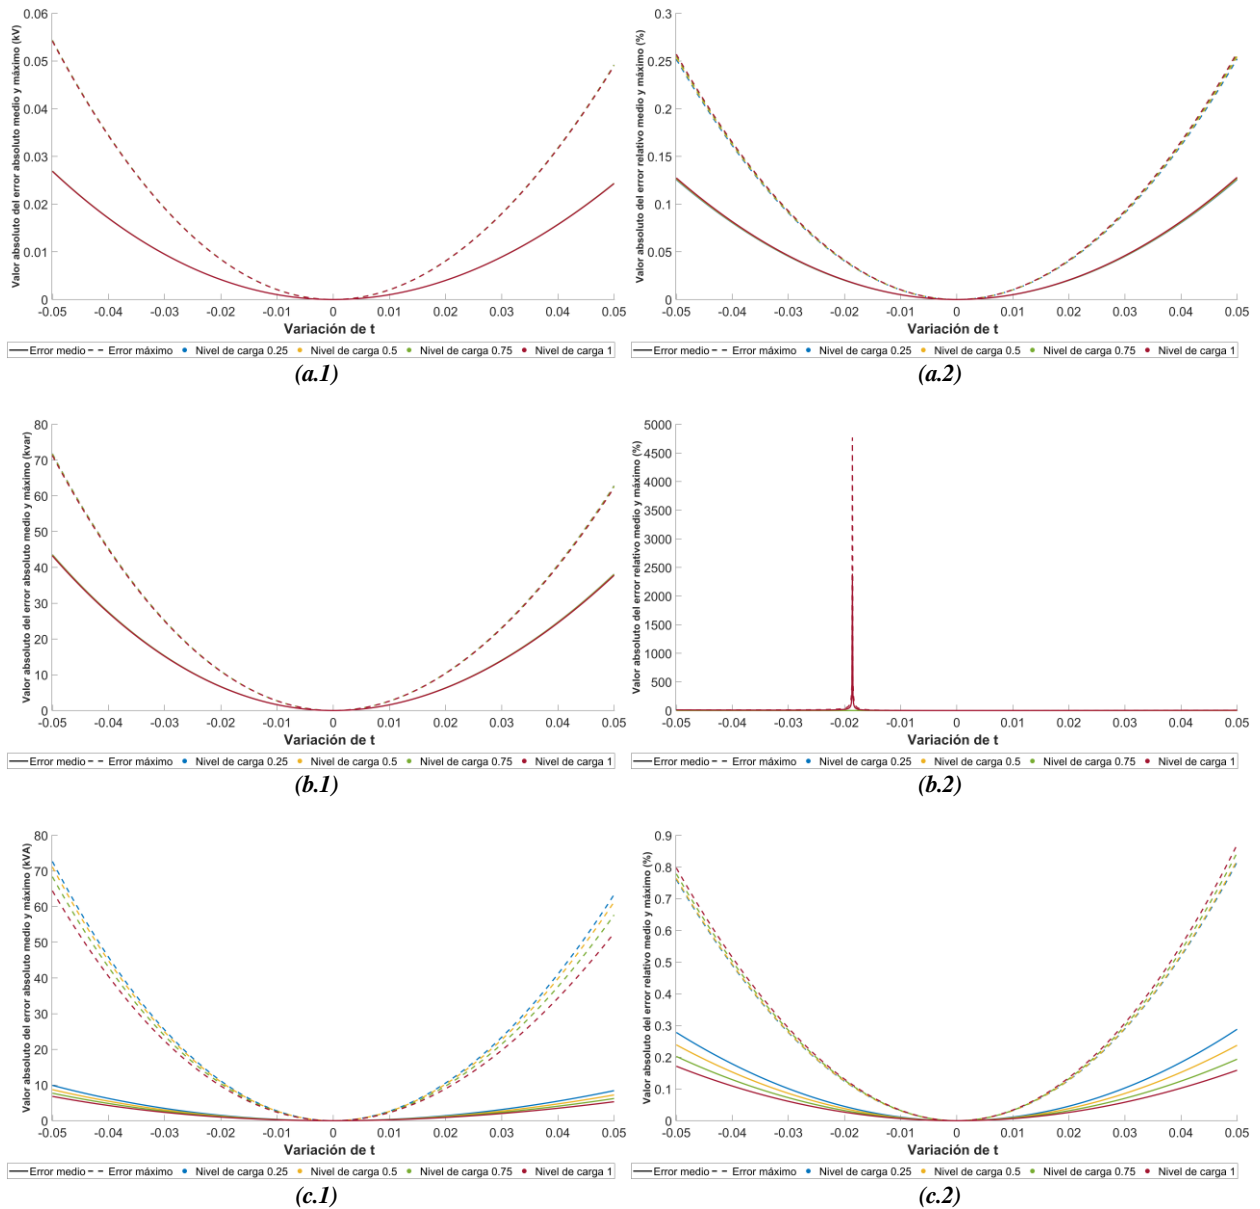 Valor absoluto del error absoluto medio y máximo (kV)
0.06
0.05
0.04
0.03
0.02
0.01
0
-0.05 -0.04 -0.03 -0.02 -0.01 0 0.01 0.02 0.03 0.04 0.05
Variación de t
Error medio Error máximo Nivel de carga 0.25 Nivel de carga 0.5 Nivel de carga 0.75 Nivel de carga 1
(a.1)
Valor absoluto del error relativo medio y máximo (%)
0.3
0.25
0.2
0.15
0.1
0.05
0
-0.05 -0.04 -0.03 -0.02 -0.01 0 0.01 0.02 0.03 0.04 0.05
Variación de t
Error medio Error máximo Nivel de carga 0.25 Nivel de carga 0.5 Nivel de carga 0.75 Nivel de carga 1
(a.2)
Valor absoluto del error absoluto medio y máximo (kvar)
80
70
60
50
40
30
20
10
0
-0.05 -0.04 -0.03 -0.02 -0.01 0 0.01 0.02 0.03 0.04 0.05
Variación de t
Error medio Error máximo Nivel de carga 0.25 Nivel de carga 0.5 Nivel de carga 0.75 Nivel de carga 1
(b.1)
Valor absoluto del error relativo medio y máximo (%)
5000
4500
4000
3500
3000
2500
2000
1500
1000
500
0
-0.05 -0.04 -0.03 -0.02 -0.01 0 0.01 0.02 0.03 0.04 0.05
Variación de t
Error medio Error máximo Nivel de carga 0.25 Nivel de carga 0.5 Nivel de carga 0.75 Nivel de carga 1
(b.2)
Valor absoluto del error absoluto medio y máximo (kVA)
80
70
60
50
40
30
20
10
0
-0.05 -0.04 -0.03 -0.02 -0.01 0 0.01 0.02 0.03 0.04 0.05
Variación de t
Error medio Error máximo Nivel de carga 0.25 Nivel de carga 0.5 Nivel de carga 0.75 Nivel de carga 1
(c.1)
Valor absoluto del error relativo medio y máximo (%)
0.9
0.8
0.7
0.6
0.5
0.4
0.3
0.2
0.1
0
-0.05 -0.04 -0.03 -0.02 -0.01 0 0.01 0.02 0.03 0.04 0.05
Variación de t
Error medio Error máximo Nivel de carga 0.25 Nivel de carga 0.5 Nivel de carga 0.75 Nivel de carga 1
(c.2)